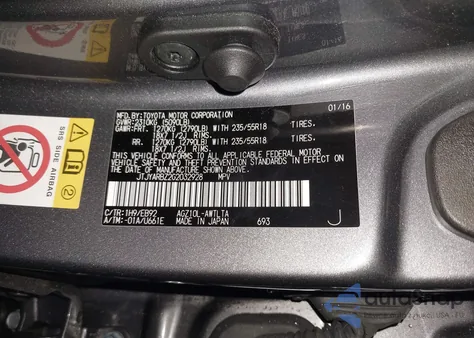 MFD.BY:TOYOTA MOTOR CORPORATION 01/16
GVWR:2310KG (5090LB)
GAWR:FRT. 1270KG (2790LB) WITH 235/55R18 TIRES.
18X7 1/2J RIMS.
RR. 1270KG (2790LB) WITH 235/55R18 TIRES.
18X7 1/2J RIMS.
THIS VEHICLE CONFORMS TO ALL APPLICABLE FEDERAL MOTOR
VEHICLE SAFETY, BUMPER, AND THEFT PREVENTION STANDARDS IN
EFFECT ON THE DATE OF MANUFACTURE SHOWN ABOVE.
JTJYARBZ2G2032928 MPV
C/TR:1H9/EB92 AGZ10L-AWTLTA
A/TM:-01A/U661E MADE IN JAPAN 693 J
SRS SIDE AIRBAG
autosnap